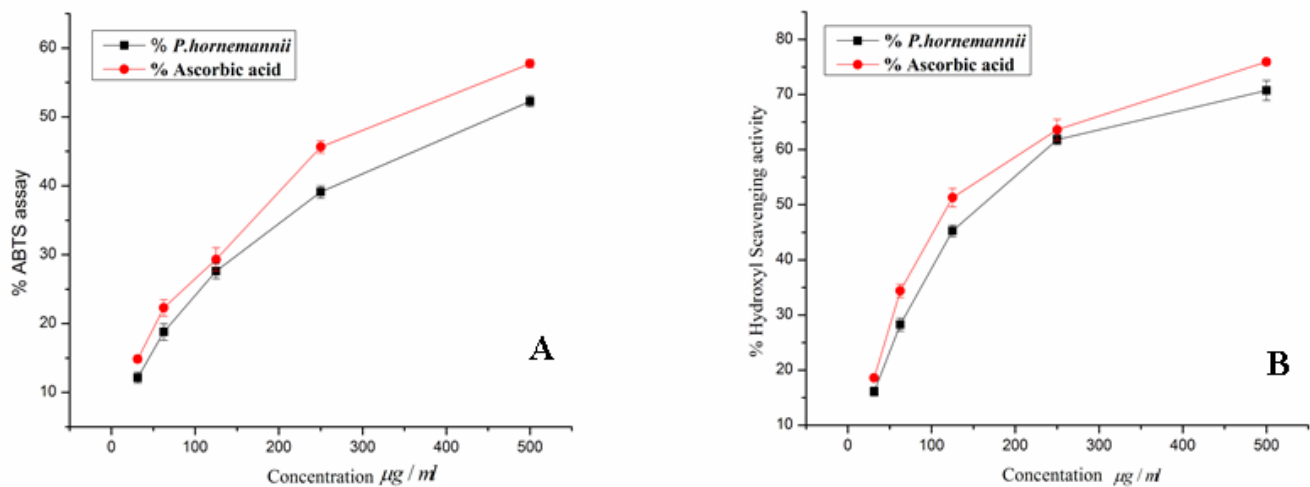 % P.hornemannii
% Ascorbic acid
60
50
40
30
20
10
% ABTS assay
0
100
200
300
400
500
Concentration µg / ml
A
% P.hornemannii
% Ascorbic acid
80
70
60
50
40
30
20
10
% Hydroxyl Scavenging activity
0
100
200
300
400
500
Concentation µg / ml
B